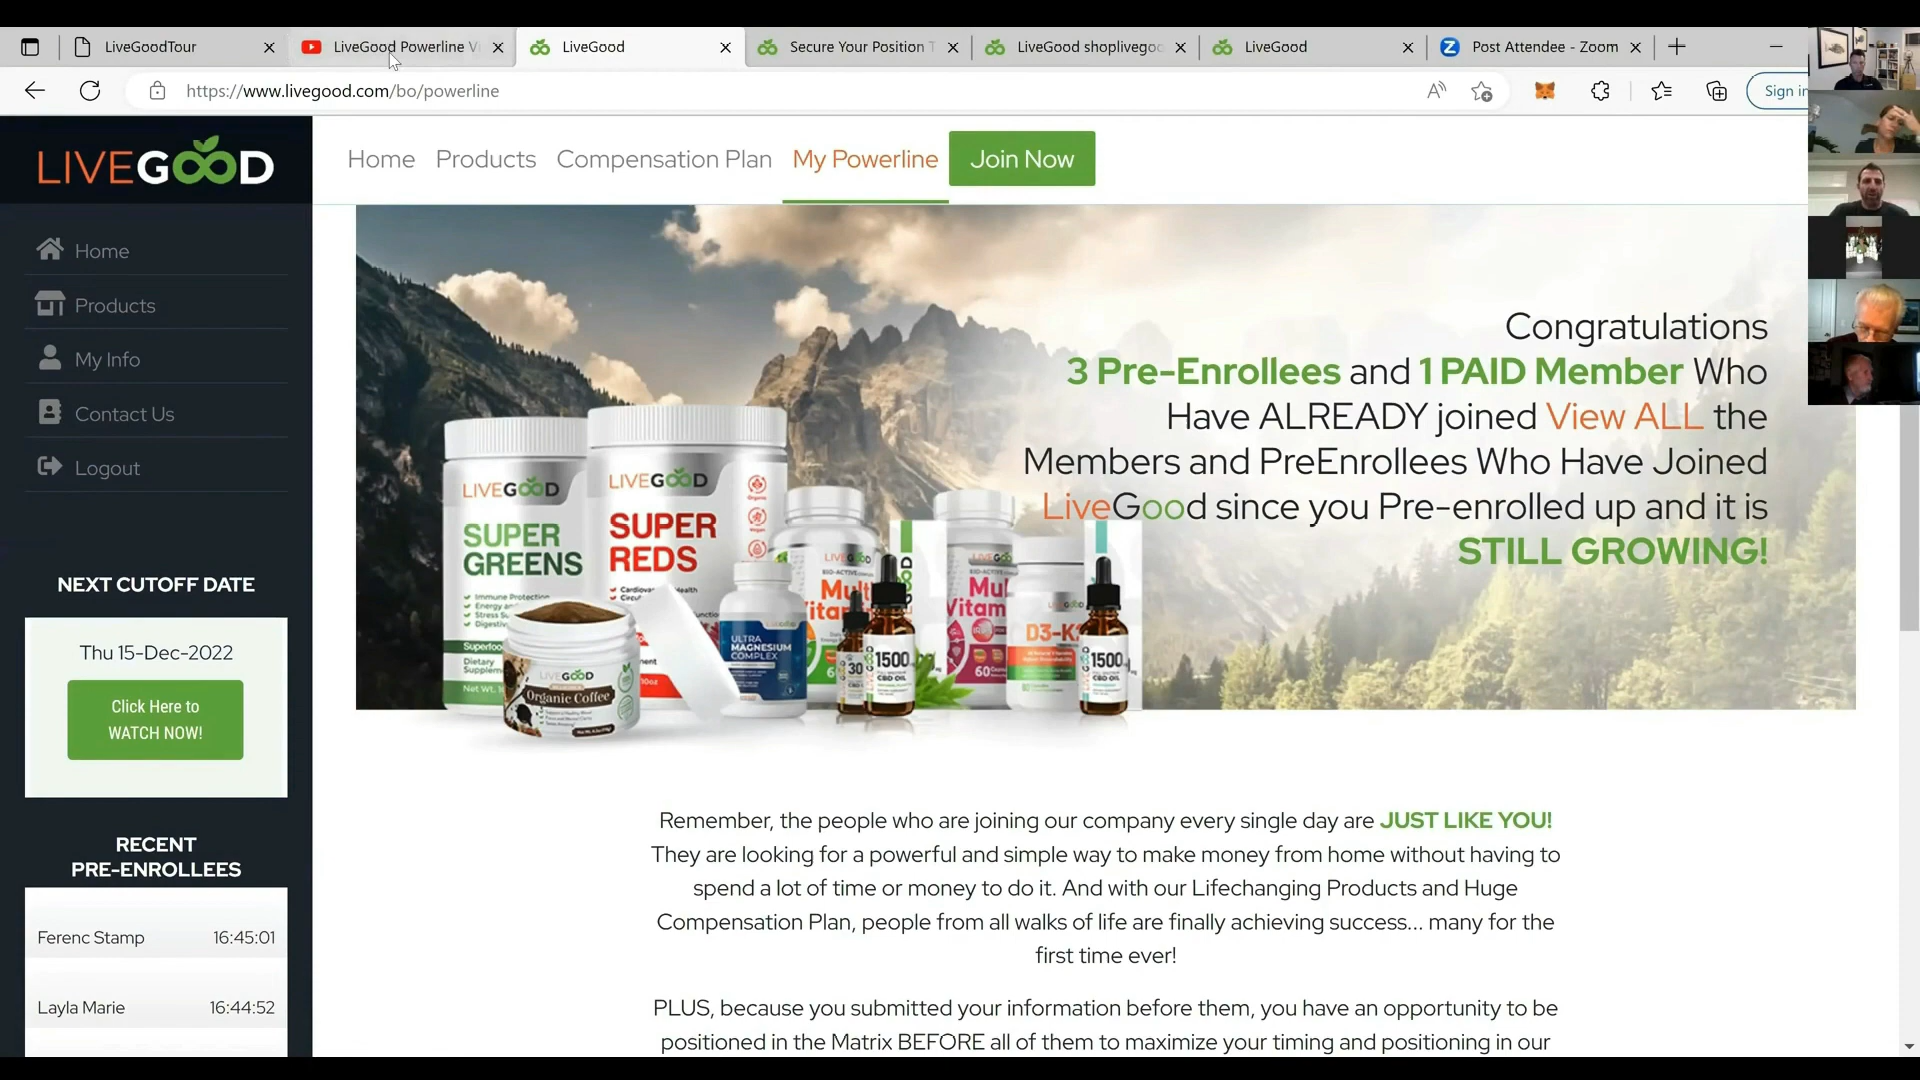 LiveGoodTour
LiveGood Powerline Vi
LiveGood
Secure Your Position T
LiveGood shoplivegoo
LiveGood
Post Attendee - Zoom
https://www.livegood.com/bo/powerline
Sign in
LIVEGOOD
Home
Products
Compensation Plan
My Powerline
Join Now
Home
Products
My Info
Contact Us
Logout
NEXT CUTOFF DATE
Thu 15-Dec-2022
Click Here to
WATCH NOW!
RECENT
PRE-ENROLLEES
Ferenc Stamp 16:45:01
Layla Marie 16:44:52
Congratulations
3 Pre-Enrollees and 1 PAID Member Who
Have ALREADY joined View ALL the
Members and PreEnrollees Who Have Joined
LiveGood since you Pre-enrolled up and it is
STILL GROWING!
LIVEGOOD
SUPER
GREENS
LIVEGOOD
SUPER
REDS
LIVEGOOD
Organic Coffee
ULTRA
MAGNESIUM
COMPLEX
1500
CBD OIL
60
D3-K
1500
CBD OIL
Remember, the people who are joining our company every single day are JUST LIKE YOU!
They are looking for a powerful and simple way to make money from home without having to
spend a lot of time or money to do it. And with our Lifechanging Products and Huge
Compensation Plan, people from all walks of life are finally achieving success... many for the
first time ever!
PLUS, because you submitted your information before them, you have an opportunity to be
positioned in the Matrix BEFORE all of them to maximize your timing and positioning in our